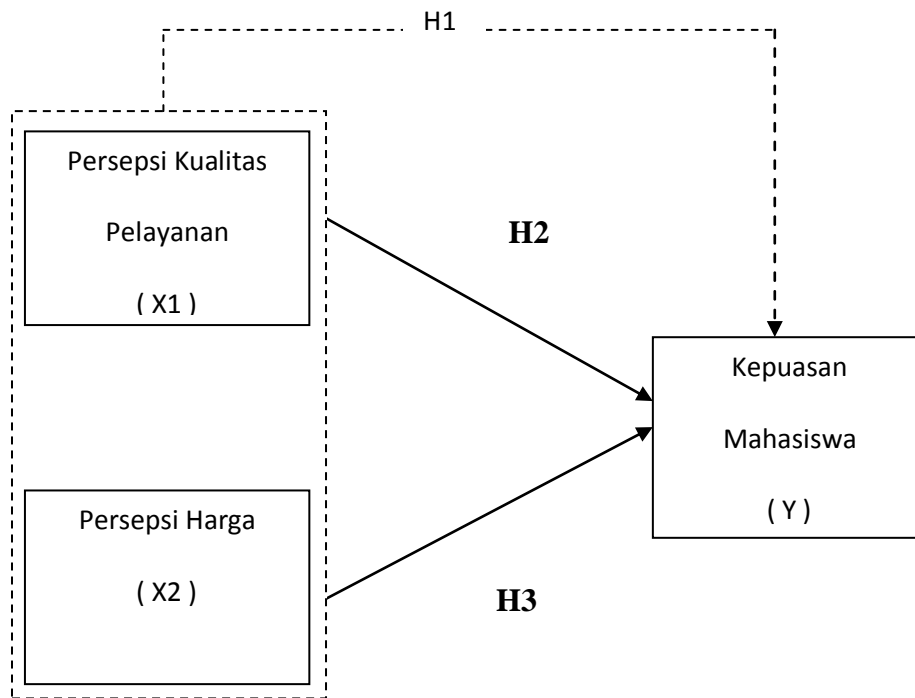 H1
Persepsi Kualitas
Pelayanan
( X1 )
H2
Kepuasan
Mahasiswa
( Y )
Persepsi Harga
( X2 )
H3